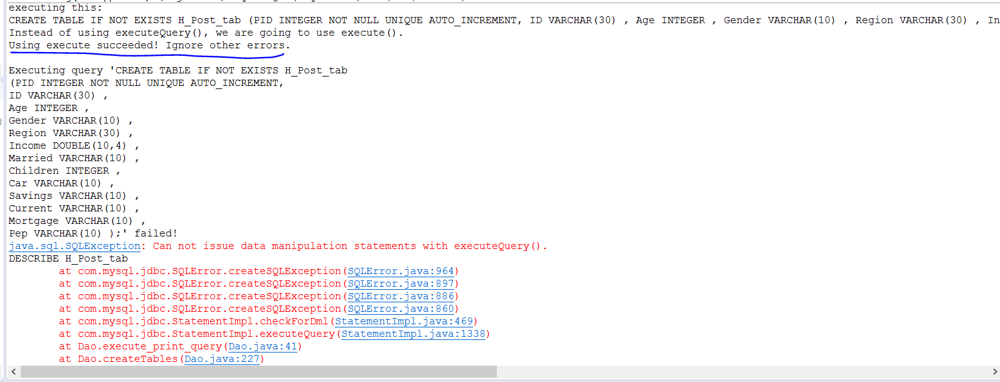 executing this:
CREATE TABLE IF NOT EXISTS H_Post_tab (PID INTEGER NOT NULL UNIQUE AUTO_INCREMENT, ID VARCHAR(30) , Age INTEGER , Gender VARCHAR(10) , Region VARCHAR(30) , In
Instead of using executeQuery(), we are going to use execute().
Using execute succeeded! Ignore other errors.
Executing query 'CREATE TABLE IF NOT EXISTS H_Post_tab
(PID INTEGER NOT NULL UNIQUE AUTO_INCREMENT,
ID VARCHAR(30) ,
Age INTEGER ,
Gender VARCHAR(10) ,
Region VARCHAR(30) ,
Income DOUBLE(10,4) ,
Married VARCHAR(10) ,
Children INTEGER ,
Car VARCHAR(10) ,
Savings VARCHAR(10) ,
Current VARCHAR(10) ,
Mortgage VARCHAR(10) ,
Pep VARCHAR(10) );' failed!
java.sql.SQLException: Can not issue data manipulation statements with executeQuery().
DESCRIBE H_Post_tab
at com.mysql.jdbc.SQLError.createSQLException(SQLError.java:964)
at com.mysql.jdbc.SQLError.createSQLException(SQLError.java:897)
at com.mysql.jdbc.SQLError.createSQLException(SQLError.java:886)
at com.mysql.jdbc.SQLError.createSQLException(SQLError.java:860)
at com.mysql.jdbc.StatementImpl.checkForDml(StatementImpl.java:469)
at com.mysql.jdbc.StatementImpl.executeQuery(StatementImpl.java:1338)
at Dao.execute_print_query(Dao.java:41)
at Dao.createTables(Dao.java:227)